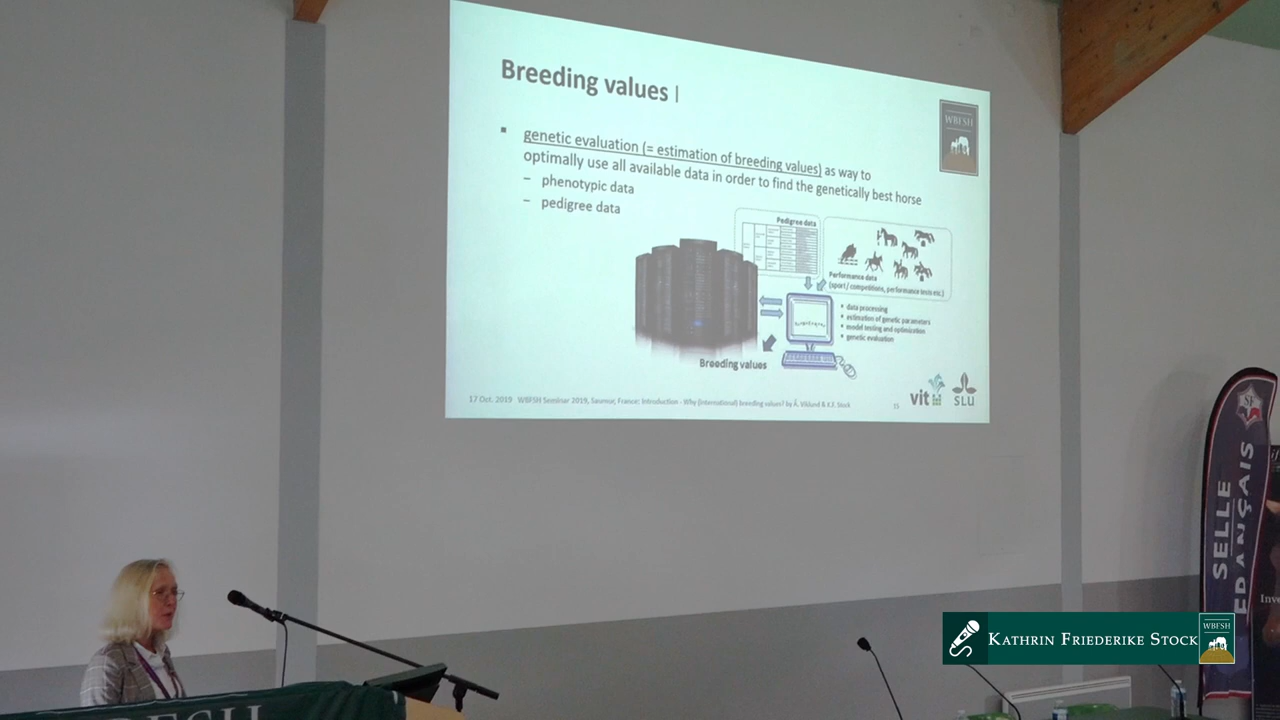 Breeding values |
WBFSH
genetic evaluation (= estimation of breeding values) as way to
optimally use all available data in order to find the genetically best horse
– phenotypic data
– pedigree data
Pedigree data
Performance data
(sport / competitions, performance tests etc.)
data processing
estimation of genetic parameters
model testing and optimization
genetic evaluation
Breeding values
17 Oct. 2019 WBFSH Seminar 2019, Saumur, France: Introduction - Why (international) breeding values? by Å. Viklund & K.F. Stock
15
vit
SLU
SELLE
FRANÇAIS
Inve
KATHRIN FRIEDERIKE STOCK
WBFSH
WBFSH